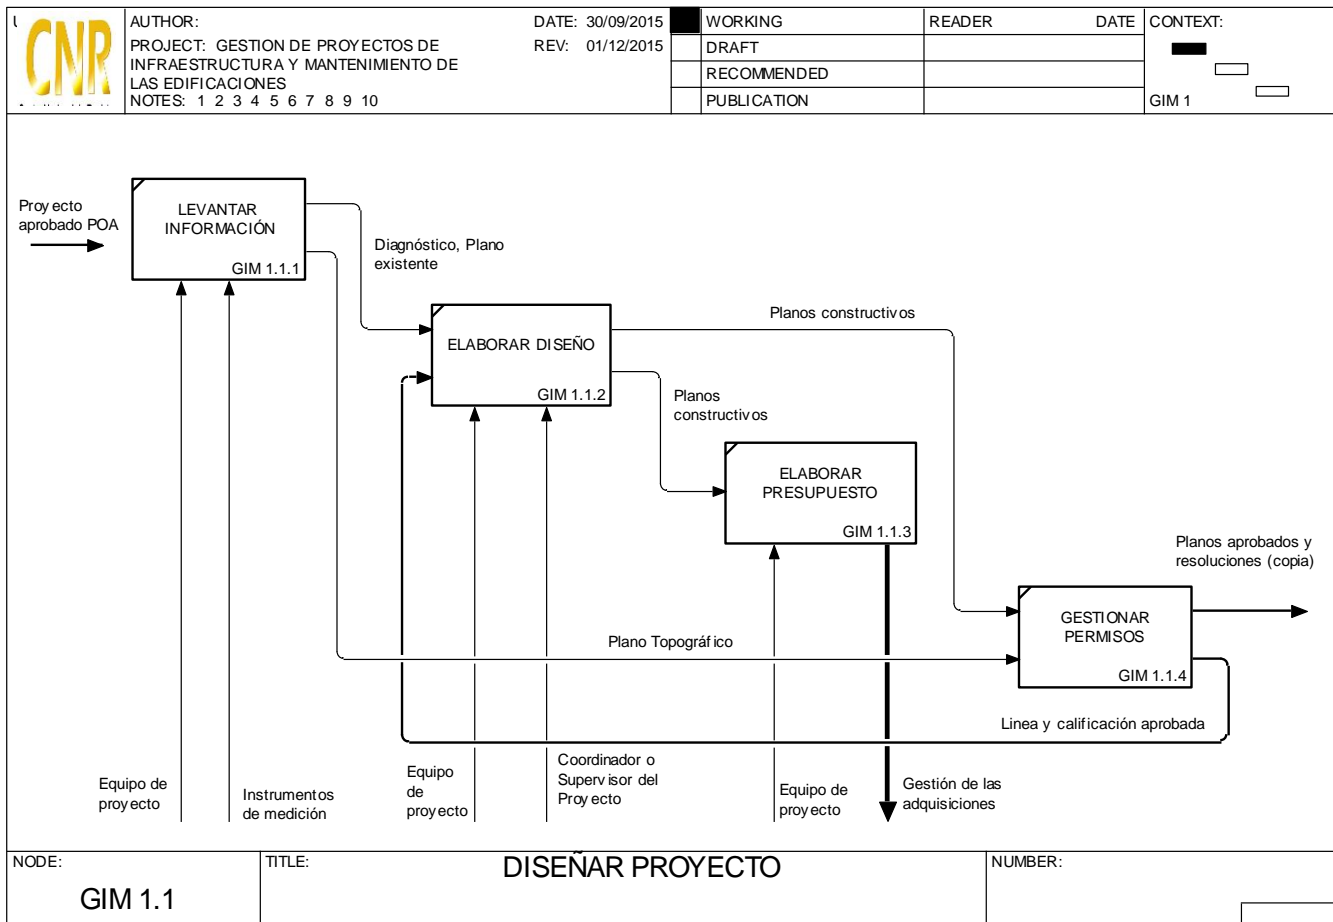 CNR
AUTHOR:
DATE: 30/09/2015
PROJECT: GESTION DE PROYECTOS DE
INFRAESTRUCTURA Y MANTENIMIENTO DE
LAS EDIFICACIONES
REV: 01/12/2015
NOTES: 1 2 3 4 5 6 7 8 9 10
WORKING
DRAFT
RECOMMENDED
PUBLICATION
READER DATE
CONTEXT:
GIM 1
Proyecto
aprobado POA
LEVANTAR
INFORMACIÓN
GIM 1.1.1
Diagnóstico, Plano
existente
ELABORAR DISEÑO
GIM 1.1.2
Planos constructivos
Planos
constructivos
ELABORAR
PRESUPUESTO
GIM 1.1.3
Planos aprobados y
resoluciones (copia)
GESTIONAR
PERMISOS
GIM 1.1.4
Plano Topográfico
Linea y calificación aprobada
Equipo de
proyecto
Instrumentos
de medición
Equipo
de
proyecto
Coordinador o
Supervisor del
Proyecto
Equipo de
proyecto
Gestión de las
adquisiciones
NODE:
GIM 1.1
TITLE:
DISEÑAR PROYECTO
NUMBER: